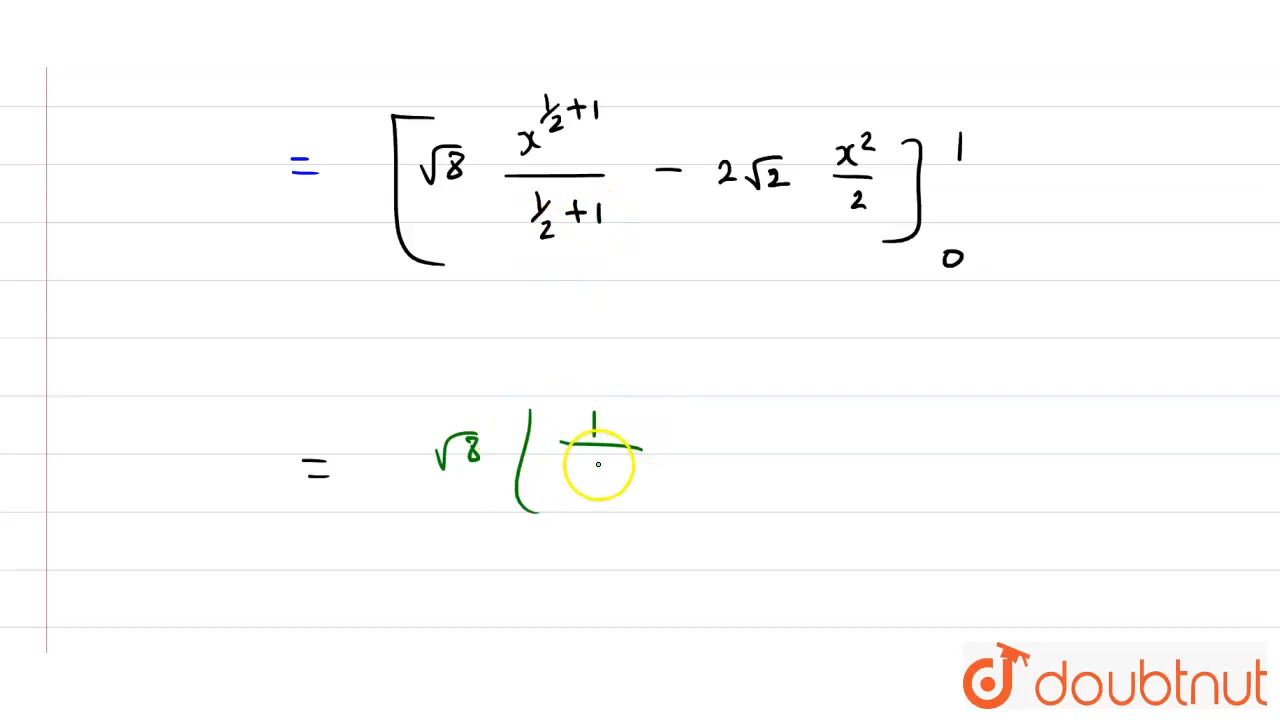 = [√8 x^(1/2+1)/(1/2+1) - 2√2 x²/2]₀¹
= √8 ( 1/
doubtnut